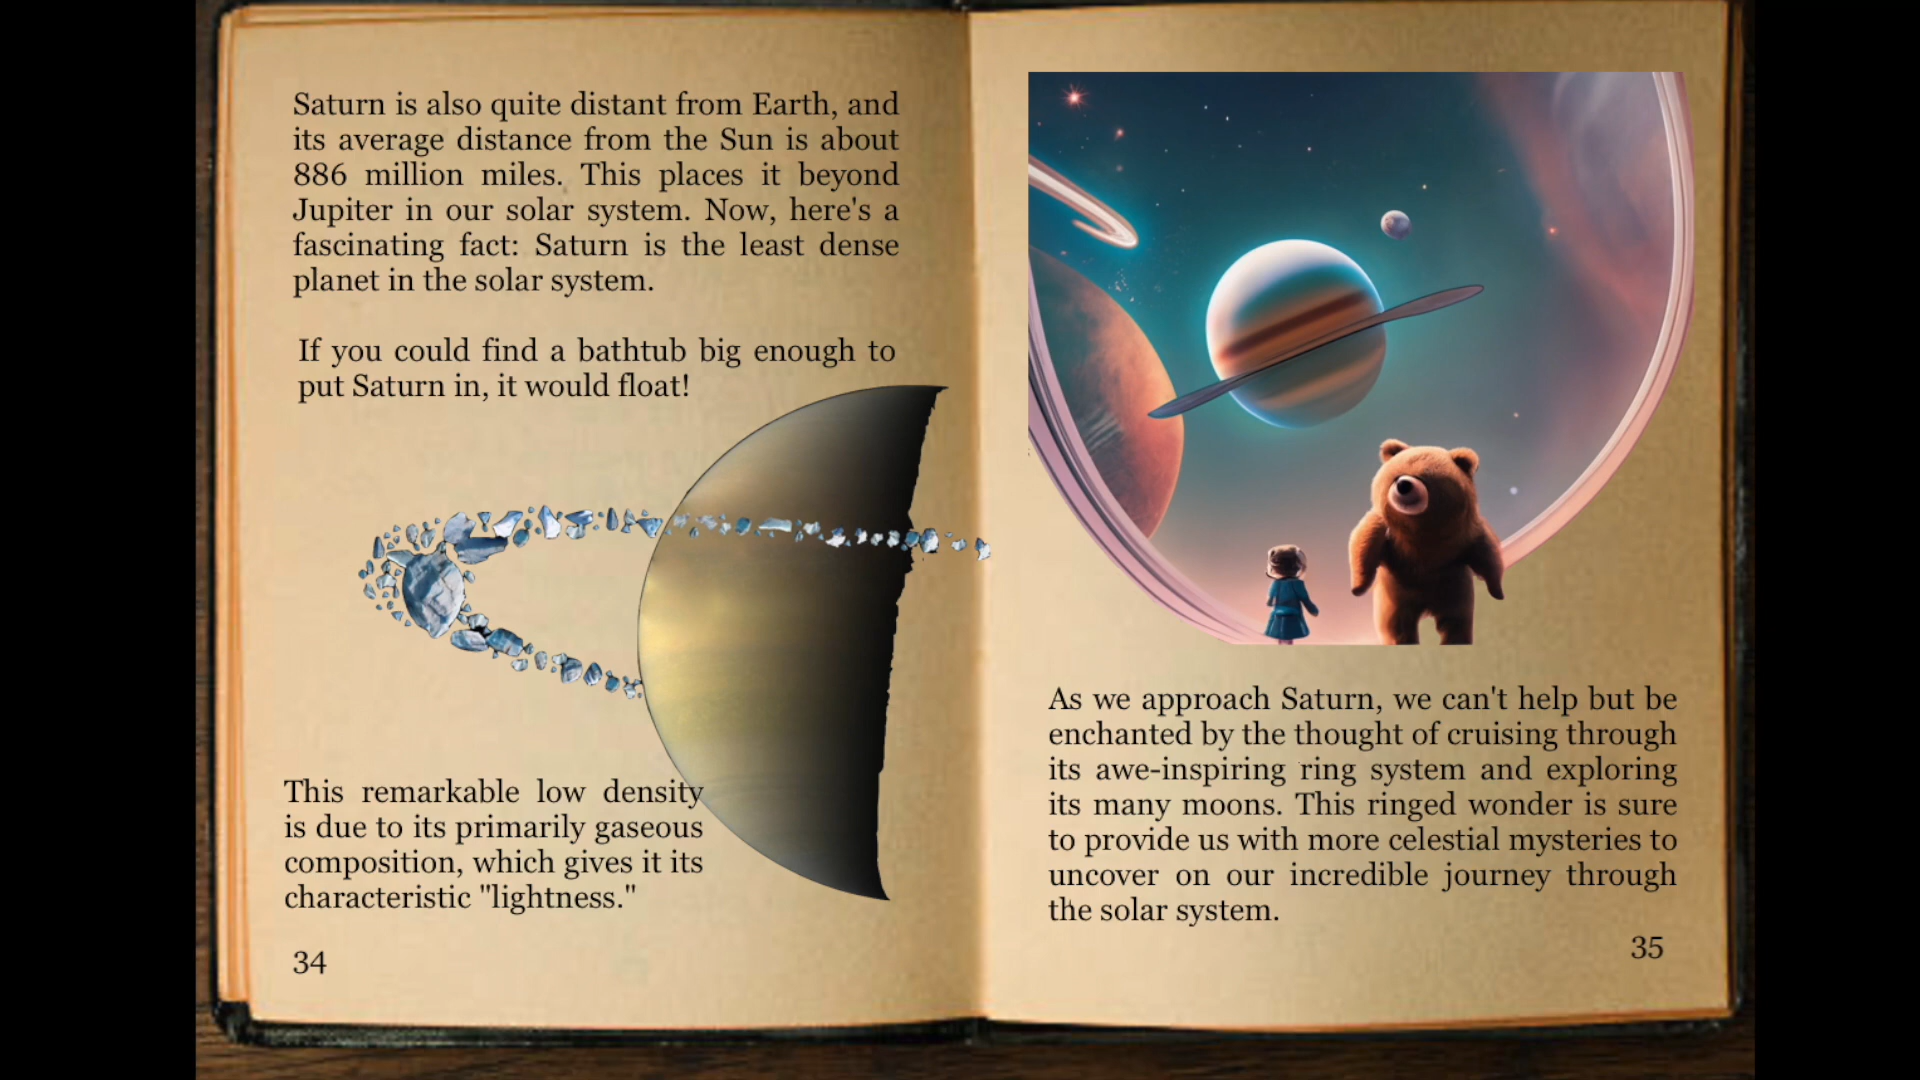 Saturn is also quite distant from Earth, and
its average distance from the Sun is about
886 million miles. This places it beyond
Jupiter in our solar system. Now, here's a
fascinating fact: Saturn is the least dense
planet in the solar system.
If you could find a bathtub big enough to
put Saturn in, it would float!
This remarkable low density
is due to its primarily gaseous
composition, which gives it its
characteristic "lightness."
34
As we approach Saturn, we can't help but be
enchanted by the thought of cruising through
its awe-inspiring ring system and exploring
its many moons. This ringed wonder is sure
to provide us with more celestial mysteries to
uncover on our incredible journey through
the solar system.
35